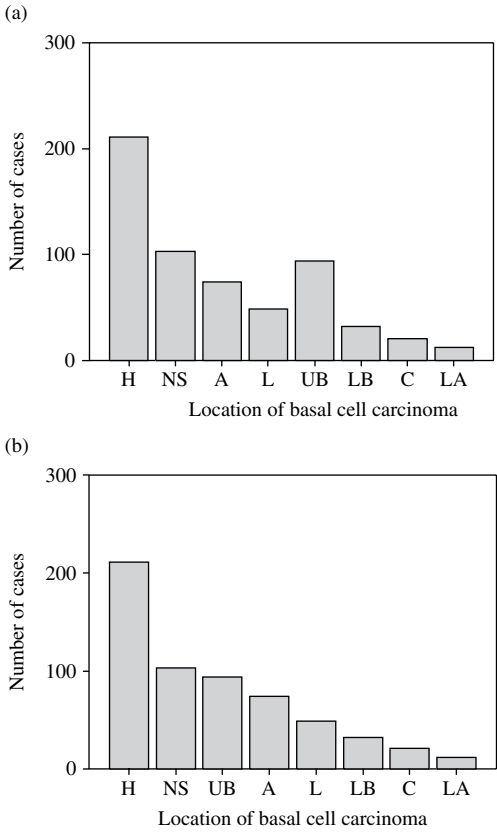 (a)
300
200
100
0
Number of cases
H NS A L UB LB C LA
Location of basal cell carcinoma
(b)
300
200
100
0
Number of cases
H NS UB A L LB C LA
Location of basal cell carcinoma